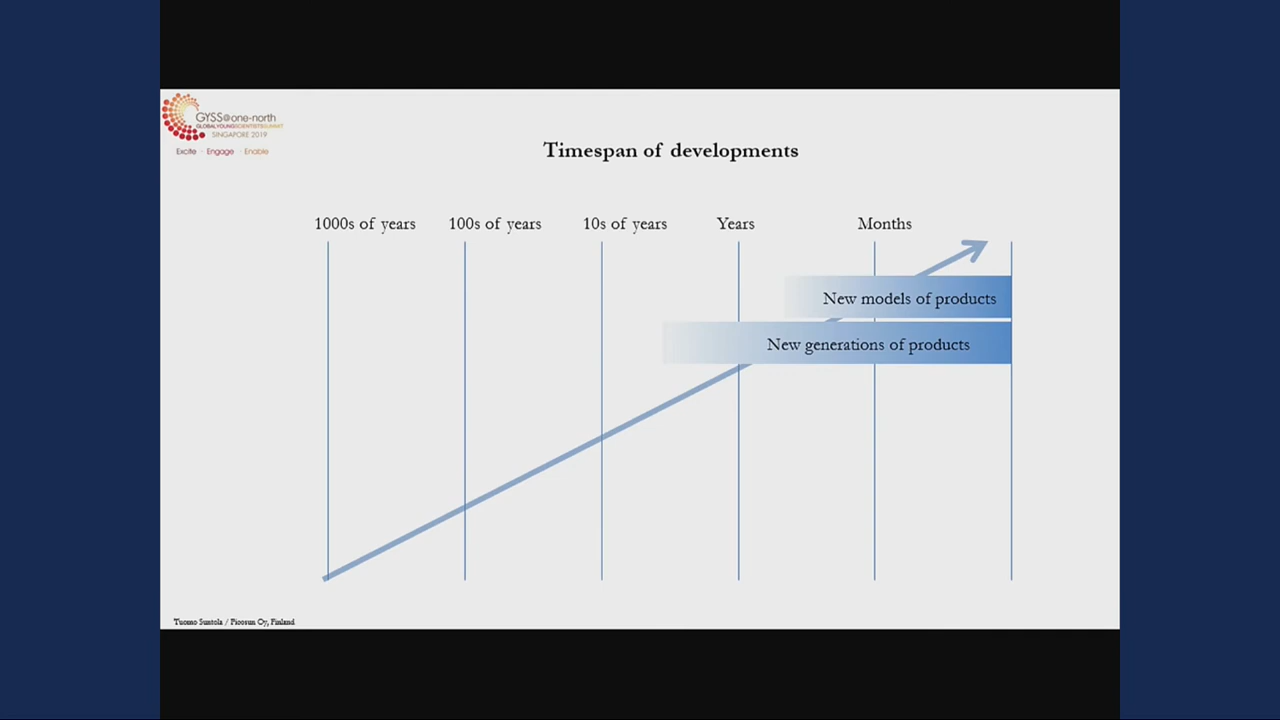 GYSS@one-north
GLOBAL YOUNG SCIENTISTS SUMMIT
SINGAPORE 2019
Excite · Engage · Enable
Timespan of developments
1000s of years
100s of years
10s of years
Years
Months
New models of products
New generations of products
Tuomo Suntola / Picosun Oy, Finland